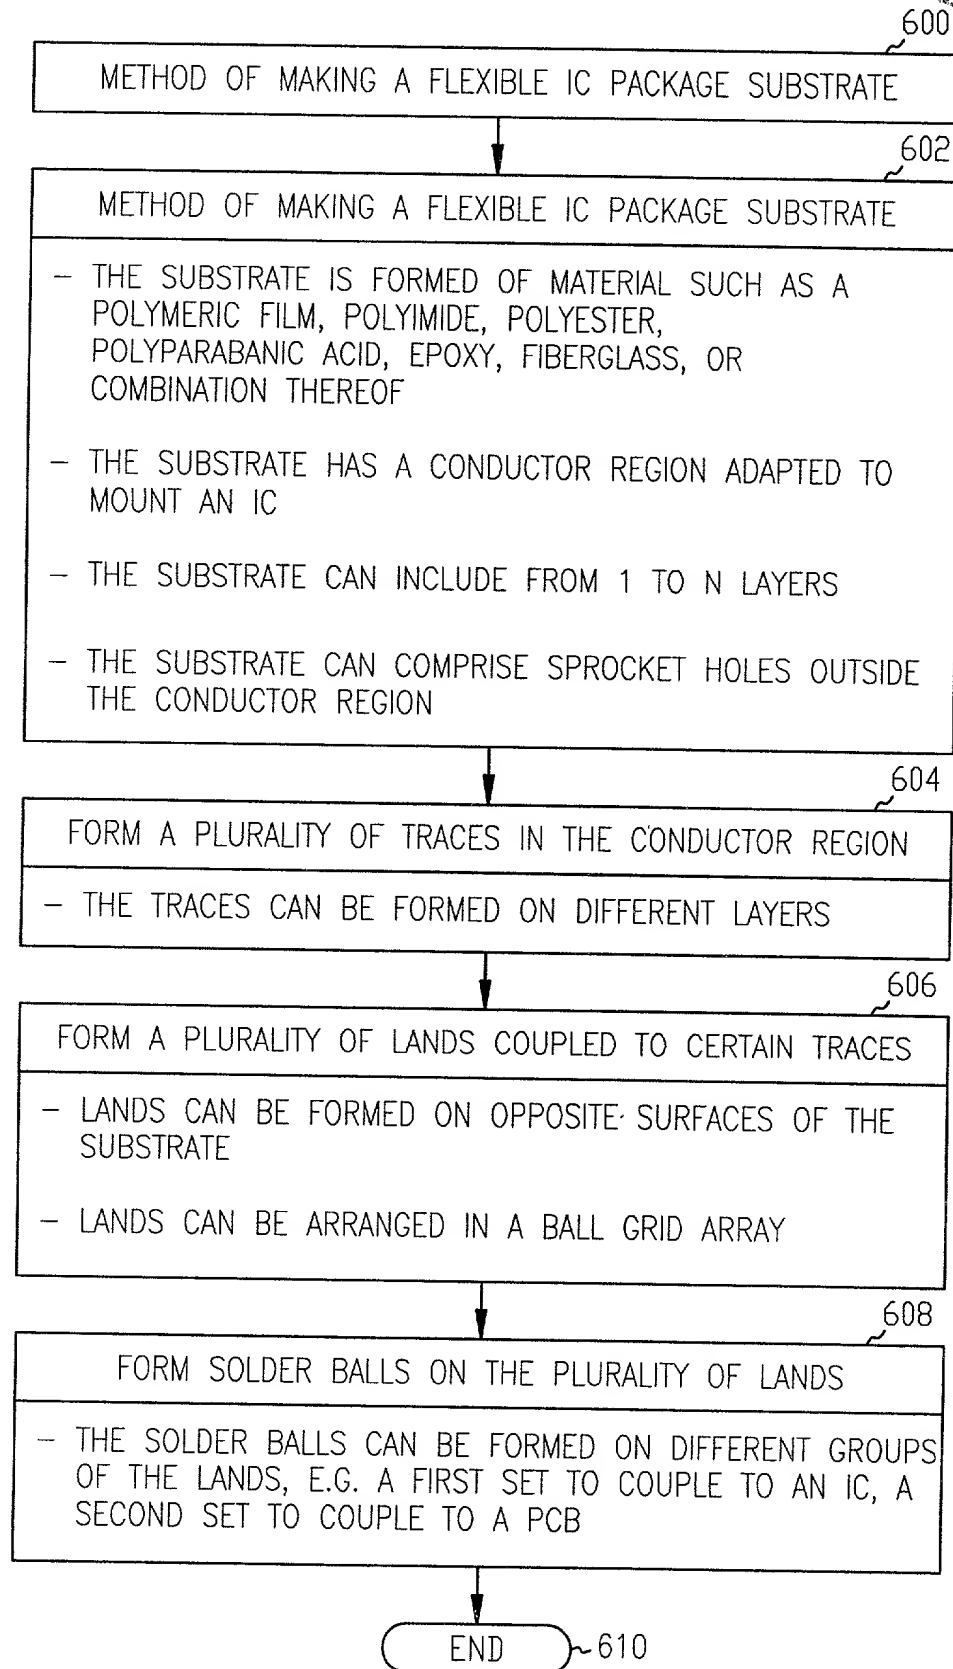 600
METHOD OF MAKING A FLEXIBLE IC PACKAGE SUBSTRATE
602
METHOD OF MAKING A FLEXIBLE IC PACKAGE SUBSTRATE
– THE SUBSTRATE IS FORMED OF MATERIAL SUCH AS A
POLYMERIC FILM, POLYIMIDE, POLYESTER,
POLYPARABANIC ACID, EPOXY, FIBERGLASS, OR
COMBINATION THEREOF
– THE SUBSTRATE HAS A CONDUCTOR REGION ADAPTED TO
MOUNT AN IC
– THE SUBSTRATE CAN INCLUDE FROM 1 TO N LAYERS
– THE SUBSTRATE CAN COMPRISE SPROCKET HOLES OUTSIDE
THE CONDUCTOR REGION
604
FORM A PLURALITY OF TRACES IN THE CONDUCTOR REGION
– THE TRACES CAN BE FORMED ON DIFFERENT LAYERS
606
FORM A PLURALITY OF LANDS COUPLED TO CERTAIN TRACES
– LANDS CAN BE FORMED ON OPPOSITE SURFACES OF THE
SUBSTRATE
– LANDS CAN BE ARRANGED IN A BALL GRID ARRAY
608
FORM SOLDER BALLS ON THE PLURALITY OF LANDS
– THE SOLDER BALLS CAN BE FORMED ON DIFFERENT GROUPS
OF THE LANDS, E.G. A FIRST SET TO COUPLE TO AN IC, A
SECOND SET TO COUPLE TO A PCB
END
610